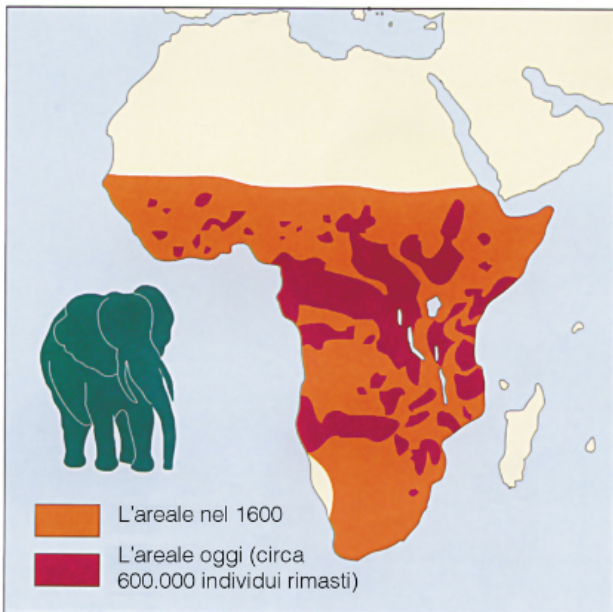 L'areale nel 1600
L'areale oggi (circa
600.000 individui rimasti)